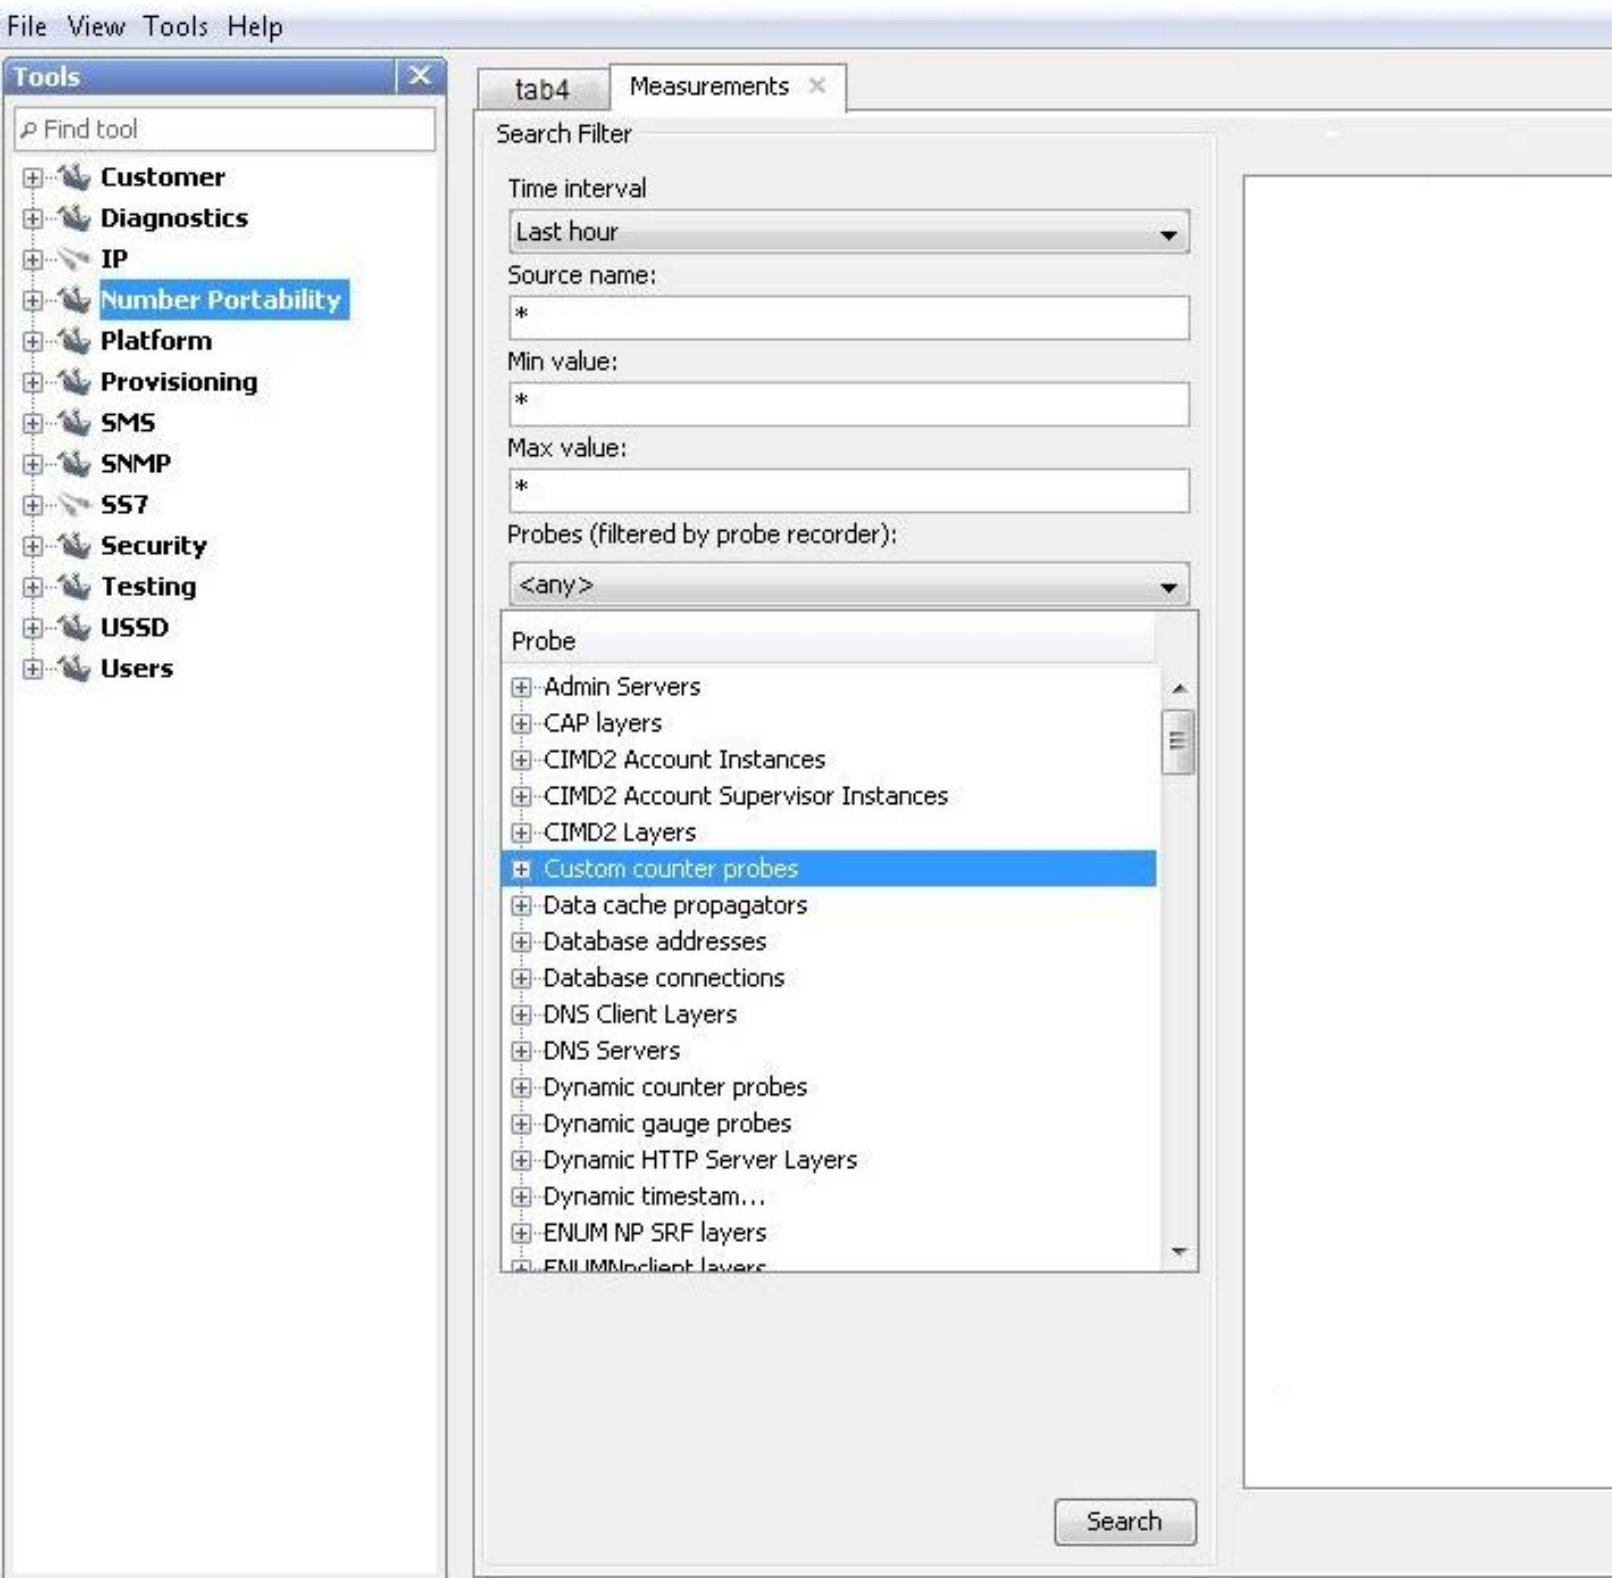 File View Tools Help
Tools
Find tool
Customer
Diagnostics
IP
Number Portability
Platform
Provisioning
SMS
SNMP
SS7
Security
Testing
USSD
Users
tab4 Measurements
Search Filter
Time interval
Last hour
Source name:
*
Min value:
*
Max value:
*
Probes (filtered by probe recorder):
<any>
Probe
Admin Servers
CAP layers
CIMD2 Account Instances
CIMD2 Account Supervisor Instances
CIMD2 Layers
Custom counter probes
Data cache propagators
Database addresses
Database connections
DNS Client Layers
DNS Servers
Dynamic counter probes
Dynamic gauge probes
Dynamic HTTP Server Layers
Dynamic timestam...
ENUM NP SRF layers
layers
Search